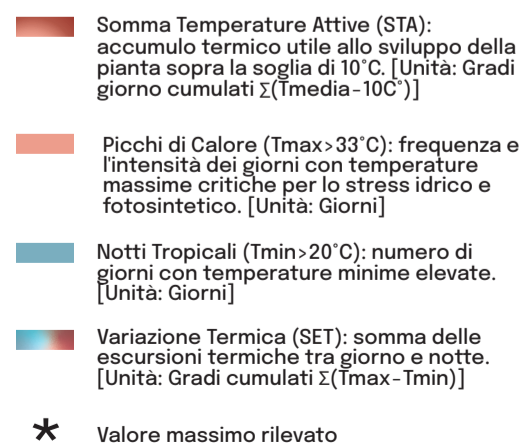 Somma Temperature Attive (STA):
accumulo termico utile allo sviluppo della
pianta sopra la soglia di 10°C. [Unità: Gradi
giorno cumulati Σ(Tmedia-10C°)]
Picchi di Calore (Tmax>33°C): frequenza e
l'intensità dei giorni con temperature
massime critiche per lo stress idrico e
fotosintetico. [Unità: Giorni]
Notti Tropicali (Tmin>20°C): numero di
giorni con temperature minime elevate.
[Unità: Giorni]
Variazione Termica (SET): somma delle
escursioni termiche tra giorno e notte.
[Unità: Gradi cumulati Σ(Tmax-Tmin)]
* Valore massimo rilevato